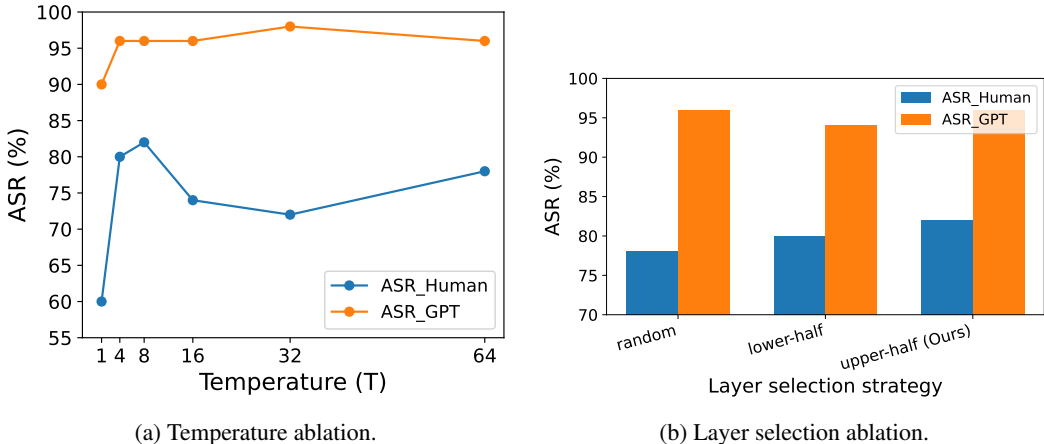 100
95
90
85
80
75
70
65
60
55
ASR (%)
ASR_Human
ASR_GPT
1 4 8 16 32 64
Temperature (T)
(a) Temperature ablation.
100
95
90
85
80
75
70
ASR (%)
ASR_Human
ASR_GPT
random lower-half upper-half (Ours)
Layer selection strategy
(b) Layer selection ablation.